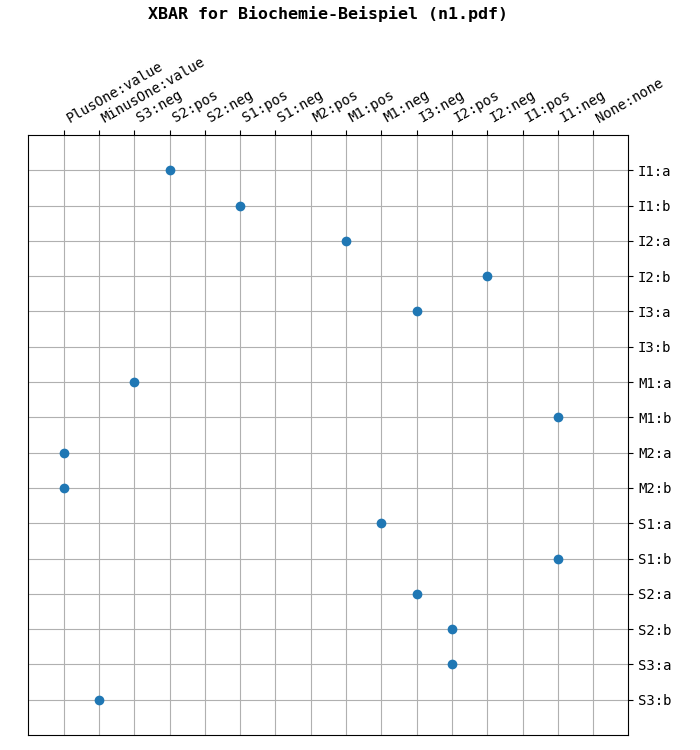 XBAR for Biochemie-Beispiel (n1.pdf)
PlusOne:value
MinusOne:value
S3:neg
S2:pos
S2:neg
S1:pos
S1:neg
M2:pos
M1:pos
M1:neg
I3:neg
I2:pos
I2:neg
I1:pos
I1:neg
None:none
I1:a
I1:b
I2:a
I2:b
I3:a
I3:b
M1:a
M1:b
M2:a
M2:b
S1:a
S1:b
S2:a
S2:b
S3:a
S3:b